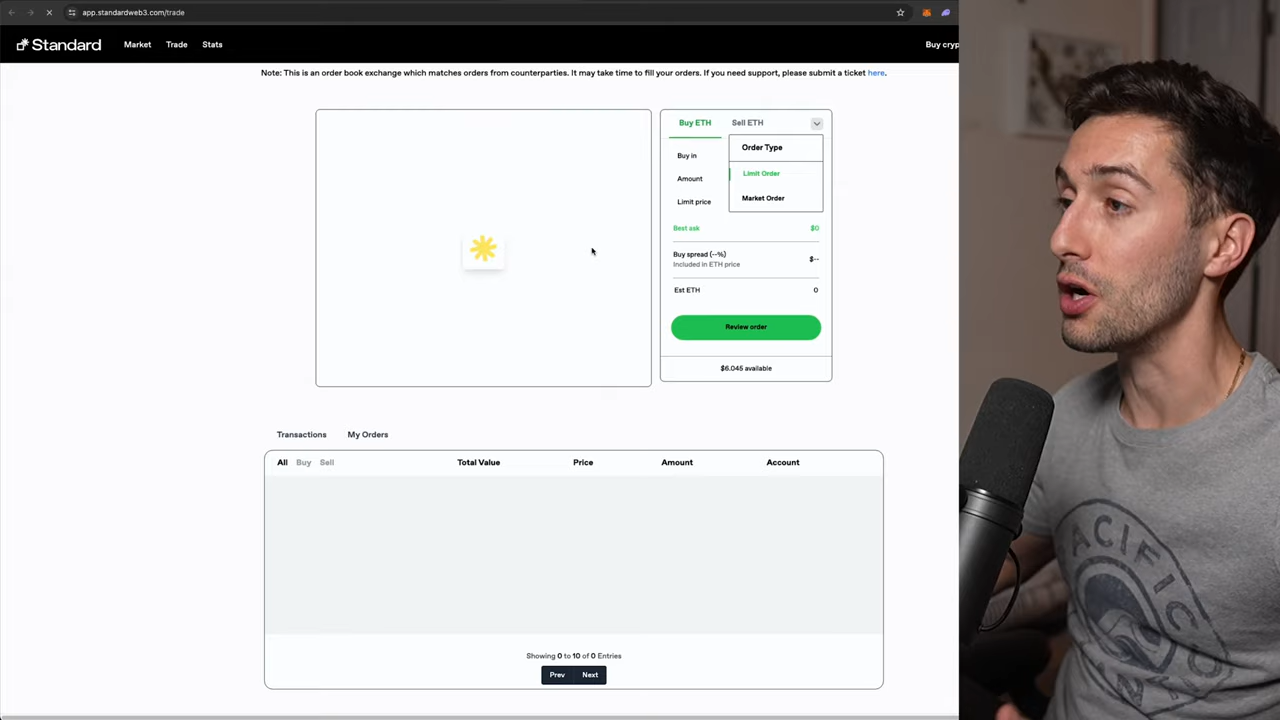 app.standardweb3.com/trade
Standard
Market
Trade
Stats
Buy cryp
Note: This is an order book exchange which matches orders from counterparties. It may take time to fill your orders. If you need support, please submit a ticket here.
Buy ETH
Sell ETH
Order Type
Buy in
Limit Order
Amount
Market Order
Limit price
Best ask
$0
Buy spread (--%)
$--
Included in ETH price
Est ETH
0
Review order
$6.045 available
Transactions
My Orders
All
Buy
Sell
Total Value
Price
Amount
Account
Showing 0 to 10 of 0 Entries
Prev
Next
PACIFIC